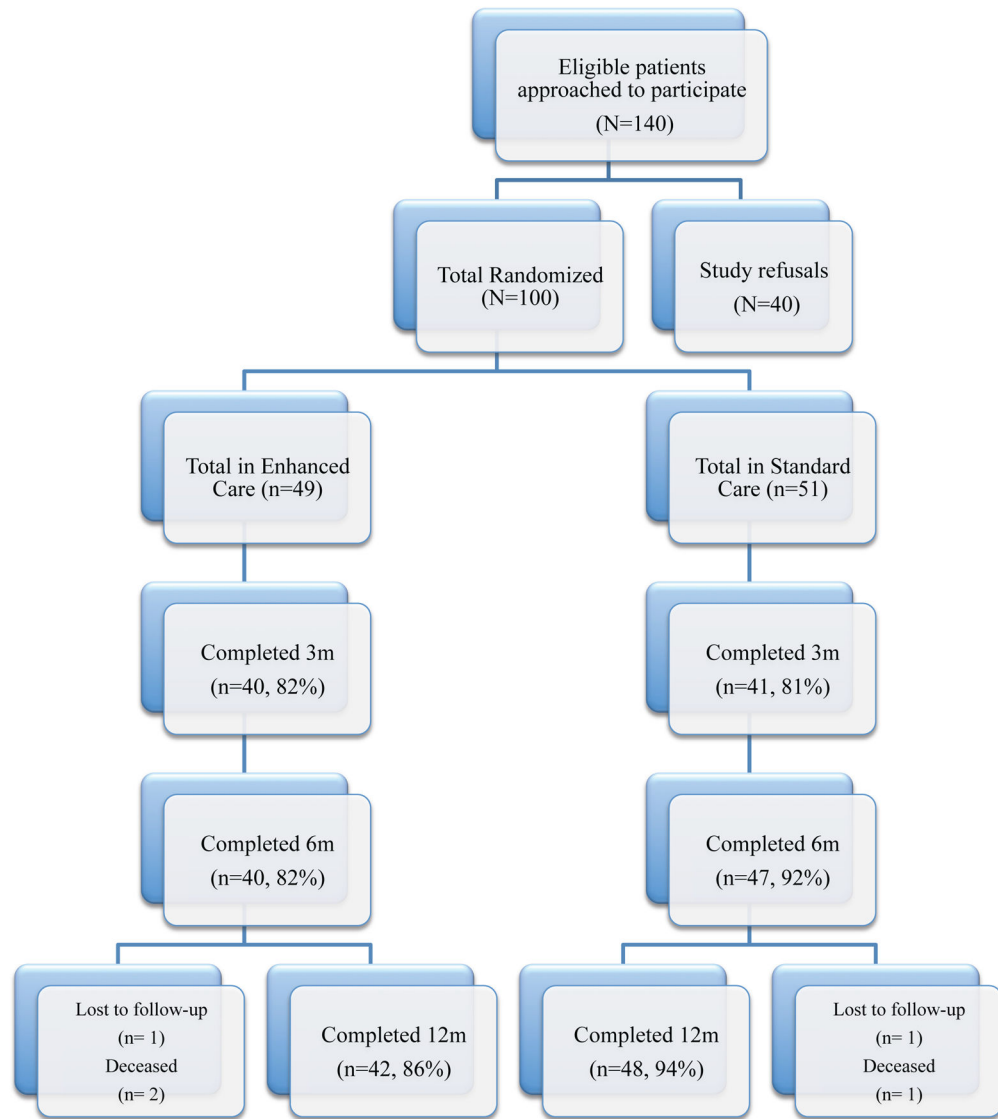 Eligible patients
approached to participate
(N=140)
Total Randomized
(N=100)
Study refusals
(N=40)
Total in Enhanced
Care (n=49)
Total in Standard
Care (n=51)
Completed 3m
(n=40, 82%)
Completed 3m
(n=41, 81%)
Completed 6m
(n=40, 82%)
Completed 6m
(n=47, 92%)
Lost to follow-up
(n= 1)
Deceased
(n= 2)
Completed 12m
(n=42, 86%)
Completed 12m
(n=48, 94%)
Lost to follow-up
(n= 1)
Deceased
(n= 1)